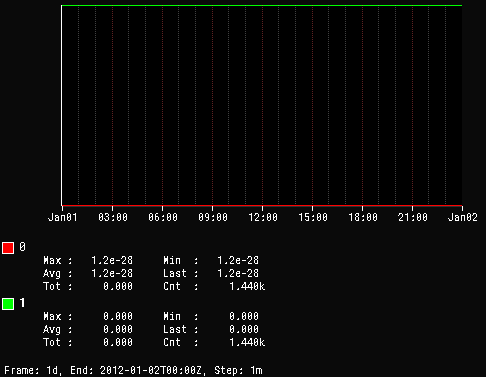 Jan01 03:00 06:00 09:00 12:00 15:00 18:00 21:00 Jan02
0
Max : 1.2e-28 Min : 1.2e-28
Avg : 1.2e-28 Last : 1.2e-28
Tot : 0.000 Cnt : 1.440k
1
Max : 0.000 Min : 0.000
Avg : 0.000 Last : 0.000
Tot : 0.000 Cnt : 1.440k
Frame: 1d, End: 2012-01-02T00:00Z, Step: 1m